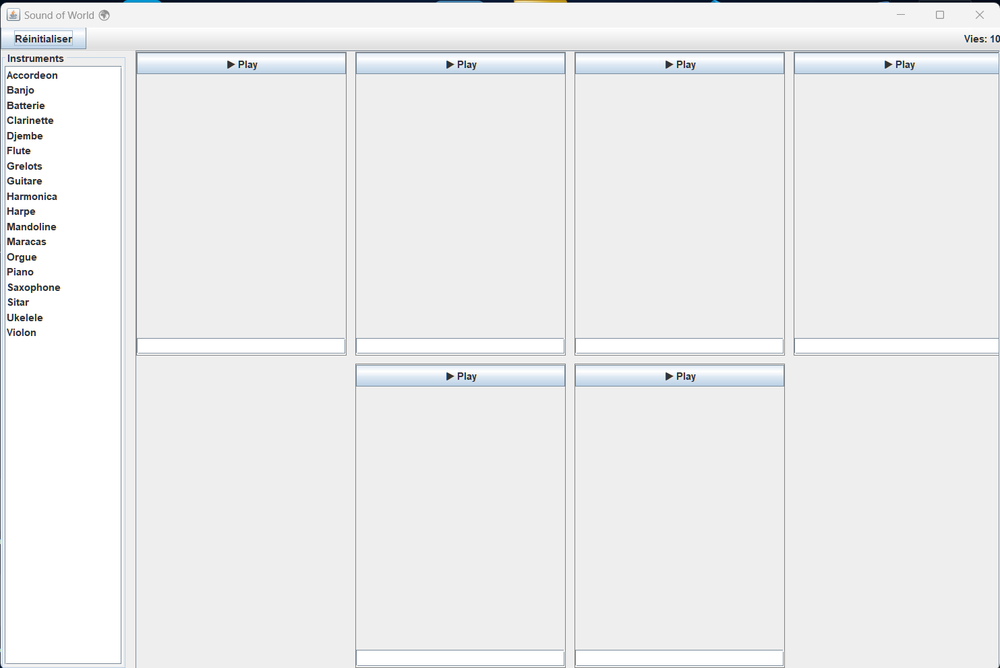 Sound of World
Réinitialiser
Vies: 10
Instruments
Accordeon
Banjo
Batterie
Clarinette
Djembe
Flute
Grelots
Guitare
Harmonica
Harpe
Mandoline
Maracas
Orgue
Piano
Saxophone
Sitar
Ukelele
Violon
▶ Play
▶ Play
▶ Play
▶ Play
▶ Play
▶ Play